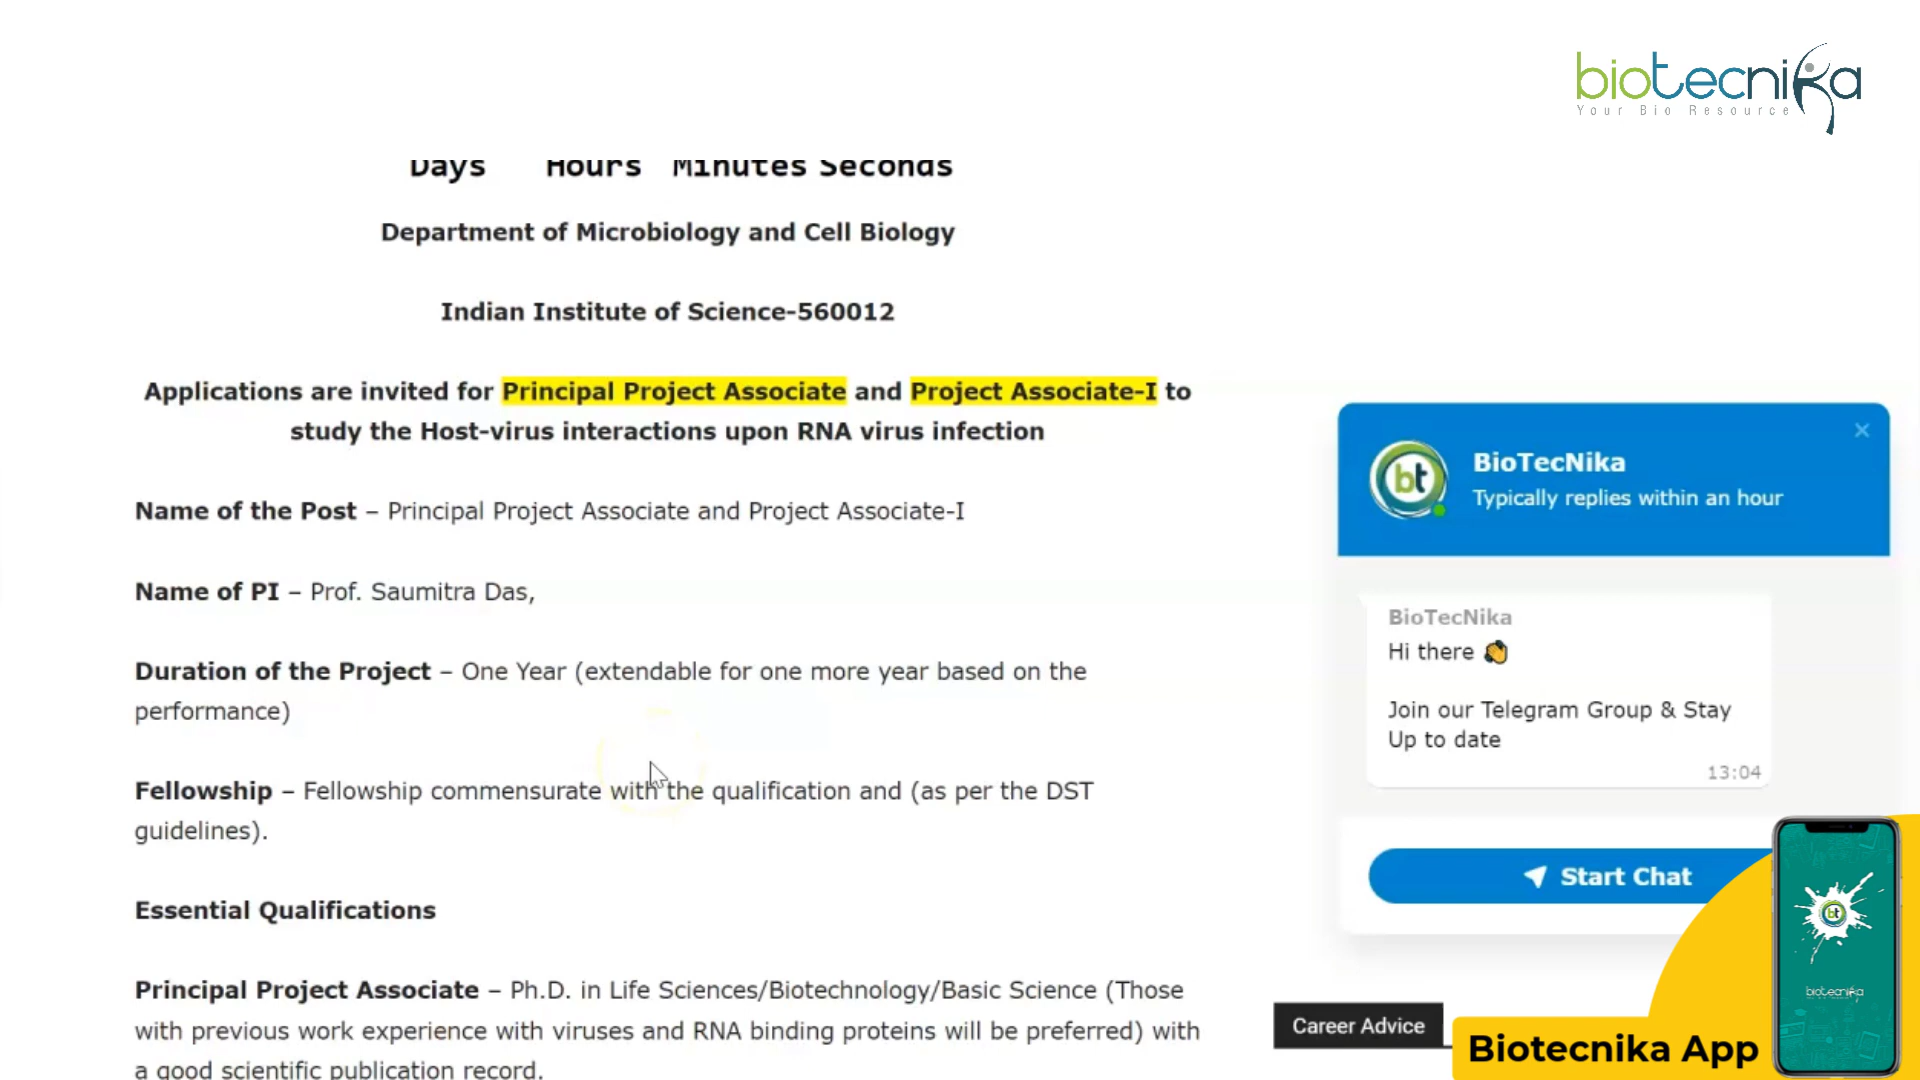 biotecnika
Your Bio Resource
Days Hours Minutes Seconds
Department of Microbiology and Cell Biology
Indian Institute of Science-560012
Applications are invited for Principal Project Associate and Project Associate-I to
study the Host-virus interactions upon RNA virus infection
Name of the Post – Principal Project Associate and Project Associate-I
Name of PI – Prof. Saumitra Das,
Duration of the Project – One Year (extendable for one more year based on the
performance)
Fellowship – Fellowship commensurate with the qualification and (as per the DST
guidelines).
Essential Qualifications
Principal Project Associate – Ph.D. in Life Sciences/Biotechnology/Basic Science (Those
with previous work experience with viruses and RNA binding proteins will be preferred) with
a good scientific publication record.
bt
BioTecNika
Typically replies within an hour
BioTecNika
Hi there 👋
Join our Telegram Group & Stay
Up to date
13:04
Start Chat
bt
biotecnika
Career Advice
Biotecnika App